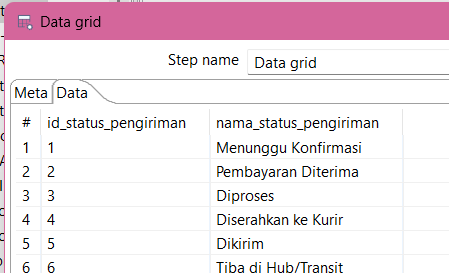 Data grid
Step name Data grid
Meta Data
# id_status_pengiriman nama_status_pengiriman
1 1 Menunggu Konfirmasi
2 2 Pembayaran Diterima
3 3 Diproses
4 4 Diserahkan ke Kurir
5 5 Dikirim
6 6 Tiba di Hub/Transit